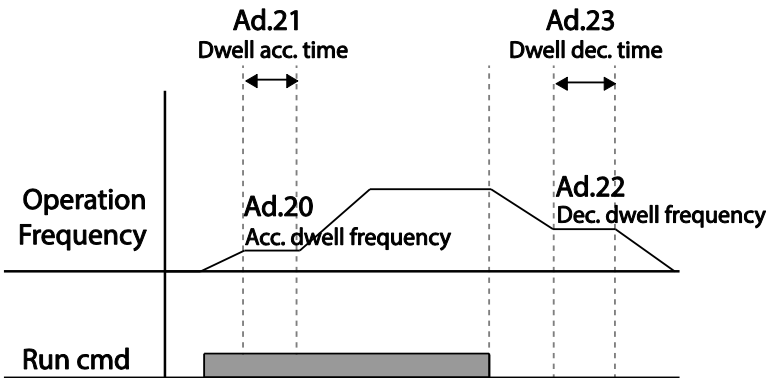 Ad.21
Dwell acc. time
Ad.23
Dwell dec. time
Operation
Frequency
Ad.20
Acc. dwell frequency
Ad.22
Dec. dwell frequency
Run cmd